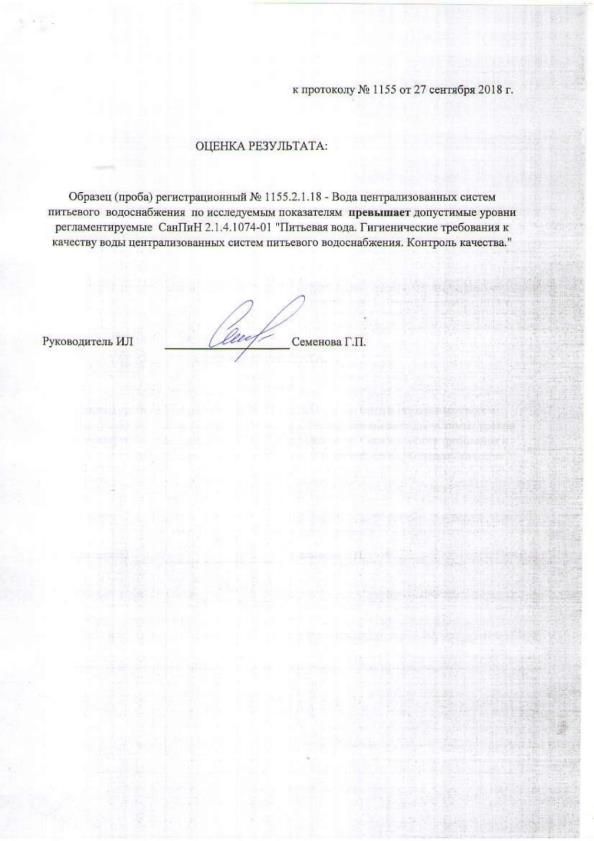 к протоколу № 1155 от 27 сентября 2018 г.
ОЦЕНКА РЕЗУЛЬТАТА:
Образец (проба) регистрационный № 1155.2.1.18 - Вода централизованных систем
питьевого водоснабжения по исследуемым показателям превышает допустимые уровни
регламентируемые СанПиН 2.1.4.1074-01 "Питьевая вода. Гигиенические требования к
качеству воды централизованных систем питьевого водоснабжения. Контроль качества."
Руководитель ИЛ Семенова Г.П.